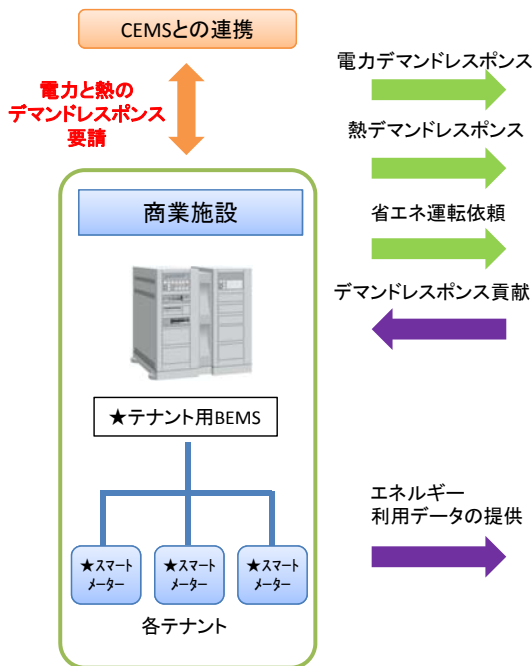 CEMSとの連携
電力と熱の
デマンドレスポンス
要請
商業施設
★テナント用BEMS
★スマート
メーター
★スマート
メーター
★スマート
メーター
各テナント
電力デマンドレスポンス
熱デマンドレスポンス
省エネ運転依頼
デマンドレスポンス貢献
エネルギー
利用データの提供